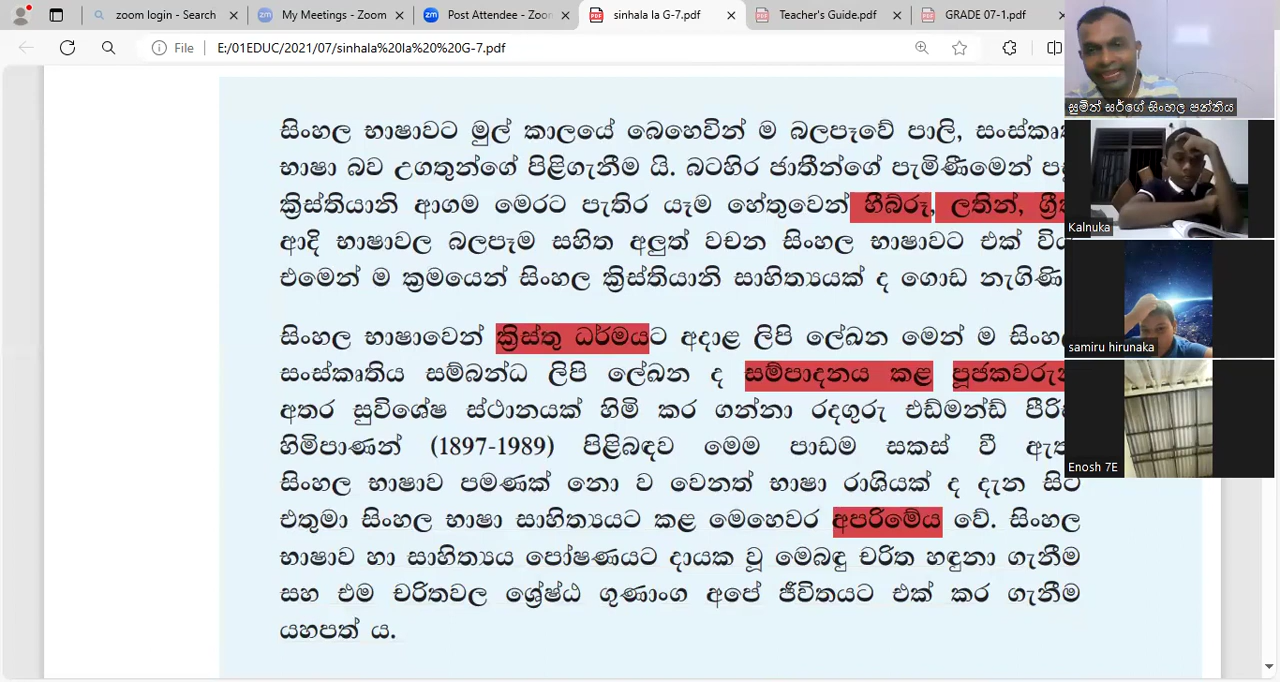 zoom login - Search
My Meetings - Zoom
Post Attendee - Zoo
sinhala la G-7.pdf
Teacher's Guide.pdf
GRADE 07-1.pdf
File
E:/01EDUC/2021/07/sinhala%20la%20%20G-7.pdf
සිංහල භාෂාවට මුල් කාලයේ බෙහෙවින් ම බලපෑවේ පාලි,
භාෂා බව උගතුන්ගේ පිළිගැනීම යි. බටහිර ජාතීන්ගේ පැමිණීමෙන්
ක්‍රිස්තියානි ආගම මෙරට පැතිර යෑම හේතුවෙන් හීබ්රූ, ලතින්,
ආදි භාෂාවල බලපෑම සහිත අලුත් වචන සිංහල භාෂාවට එක්
එමෙන් ම ක්‍රමයෙන් සිංහල ක්‍රිස්තියානි සාහිත්‍යයක් ද ගොඩ
සිංහල භාෂාවෙන් ක්‍රිස්තු ධර්මයට අදාළ ලිපි ලේඛන මෙන් ම
සංස්කෘතිය සම්බන්ධ ලිපි ලේඛන ද සම්පාදනය කළ
අතර සුවිශේෂ ස්ථානයක් හිමි කර ගන්නා රදගුරු එඩ්මන්ඩ්
හිමිපාණන් (1897-1989) පිළිබඳව මෙම පාඩම සකස් වී
සිංහල භාෂාව පමණක් නො ව වෙනත් භාෂා රාශියක් ද දැන සිටි
එතුමා සිංහල භාෂා සාහිත්‍යයට කළ මෙහෙවර අපරිමේය වේ. සිංහල
භාෂාව හා සාහිත්‍යය පෝෂණයට දායක වූ මෙබඳු චරිත හඳුනා ගැනීම
සහ එම චරිතවල ශ්‍රේෂ්ඨ ගුණාංග අපේ ජීවිතයට එක් කර ගැනීම
යහපත් ය.
සුමිත් සර්ගේ සිංහල පන්තිය
Kalnuka
samiru hirunaka
Enosh 7E